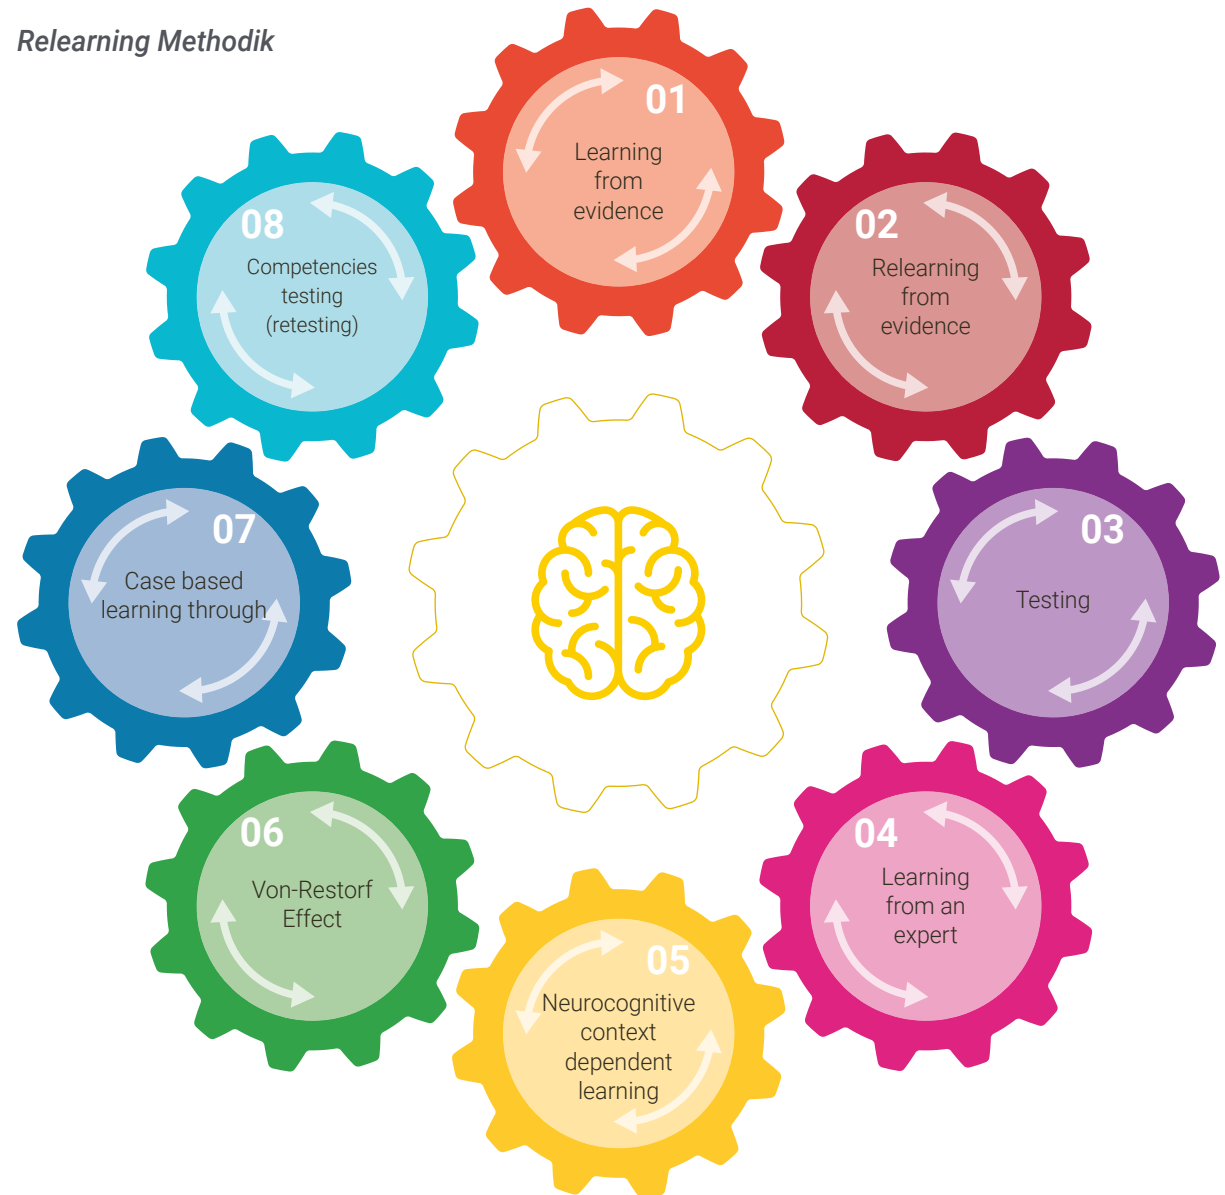 Relearning Methodik
01
Learning
from
evidence
02
Relearning
from
evidence
03
Testing
04
Learning
from an
expert
05
Neurocognitive
context
dependent
learning
06
Von-Restorf
Effect
07
Case based
learning through
08
Competencies
testing
(retesting)